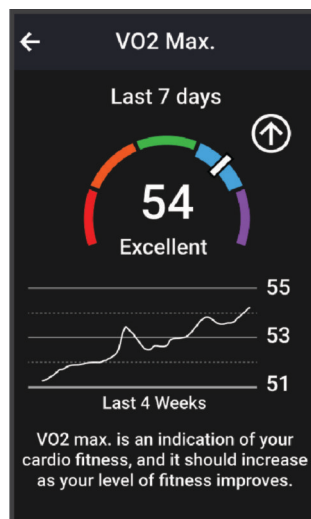 VO2 Max.
Last 7 days
54
Excellent
55
53
51
Last 4 Weeks
VO2 max. is an indication of your
cardio fitness, and it should increase
as your level of fitness improves.